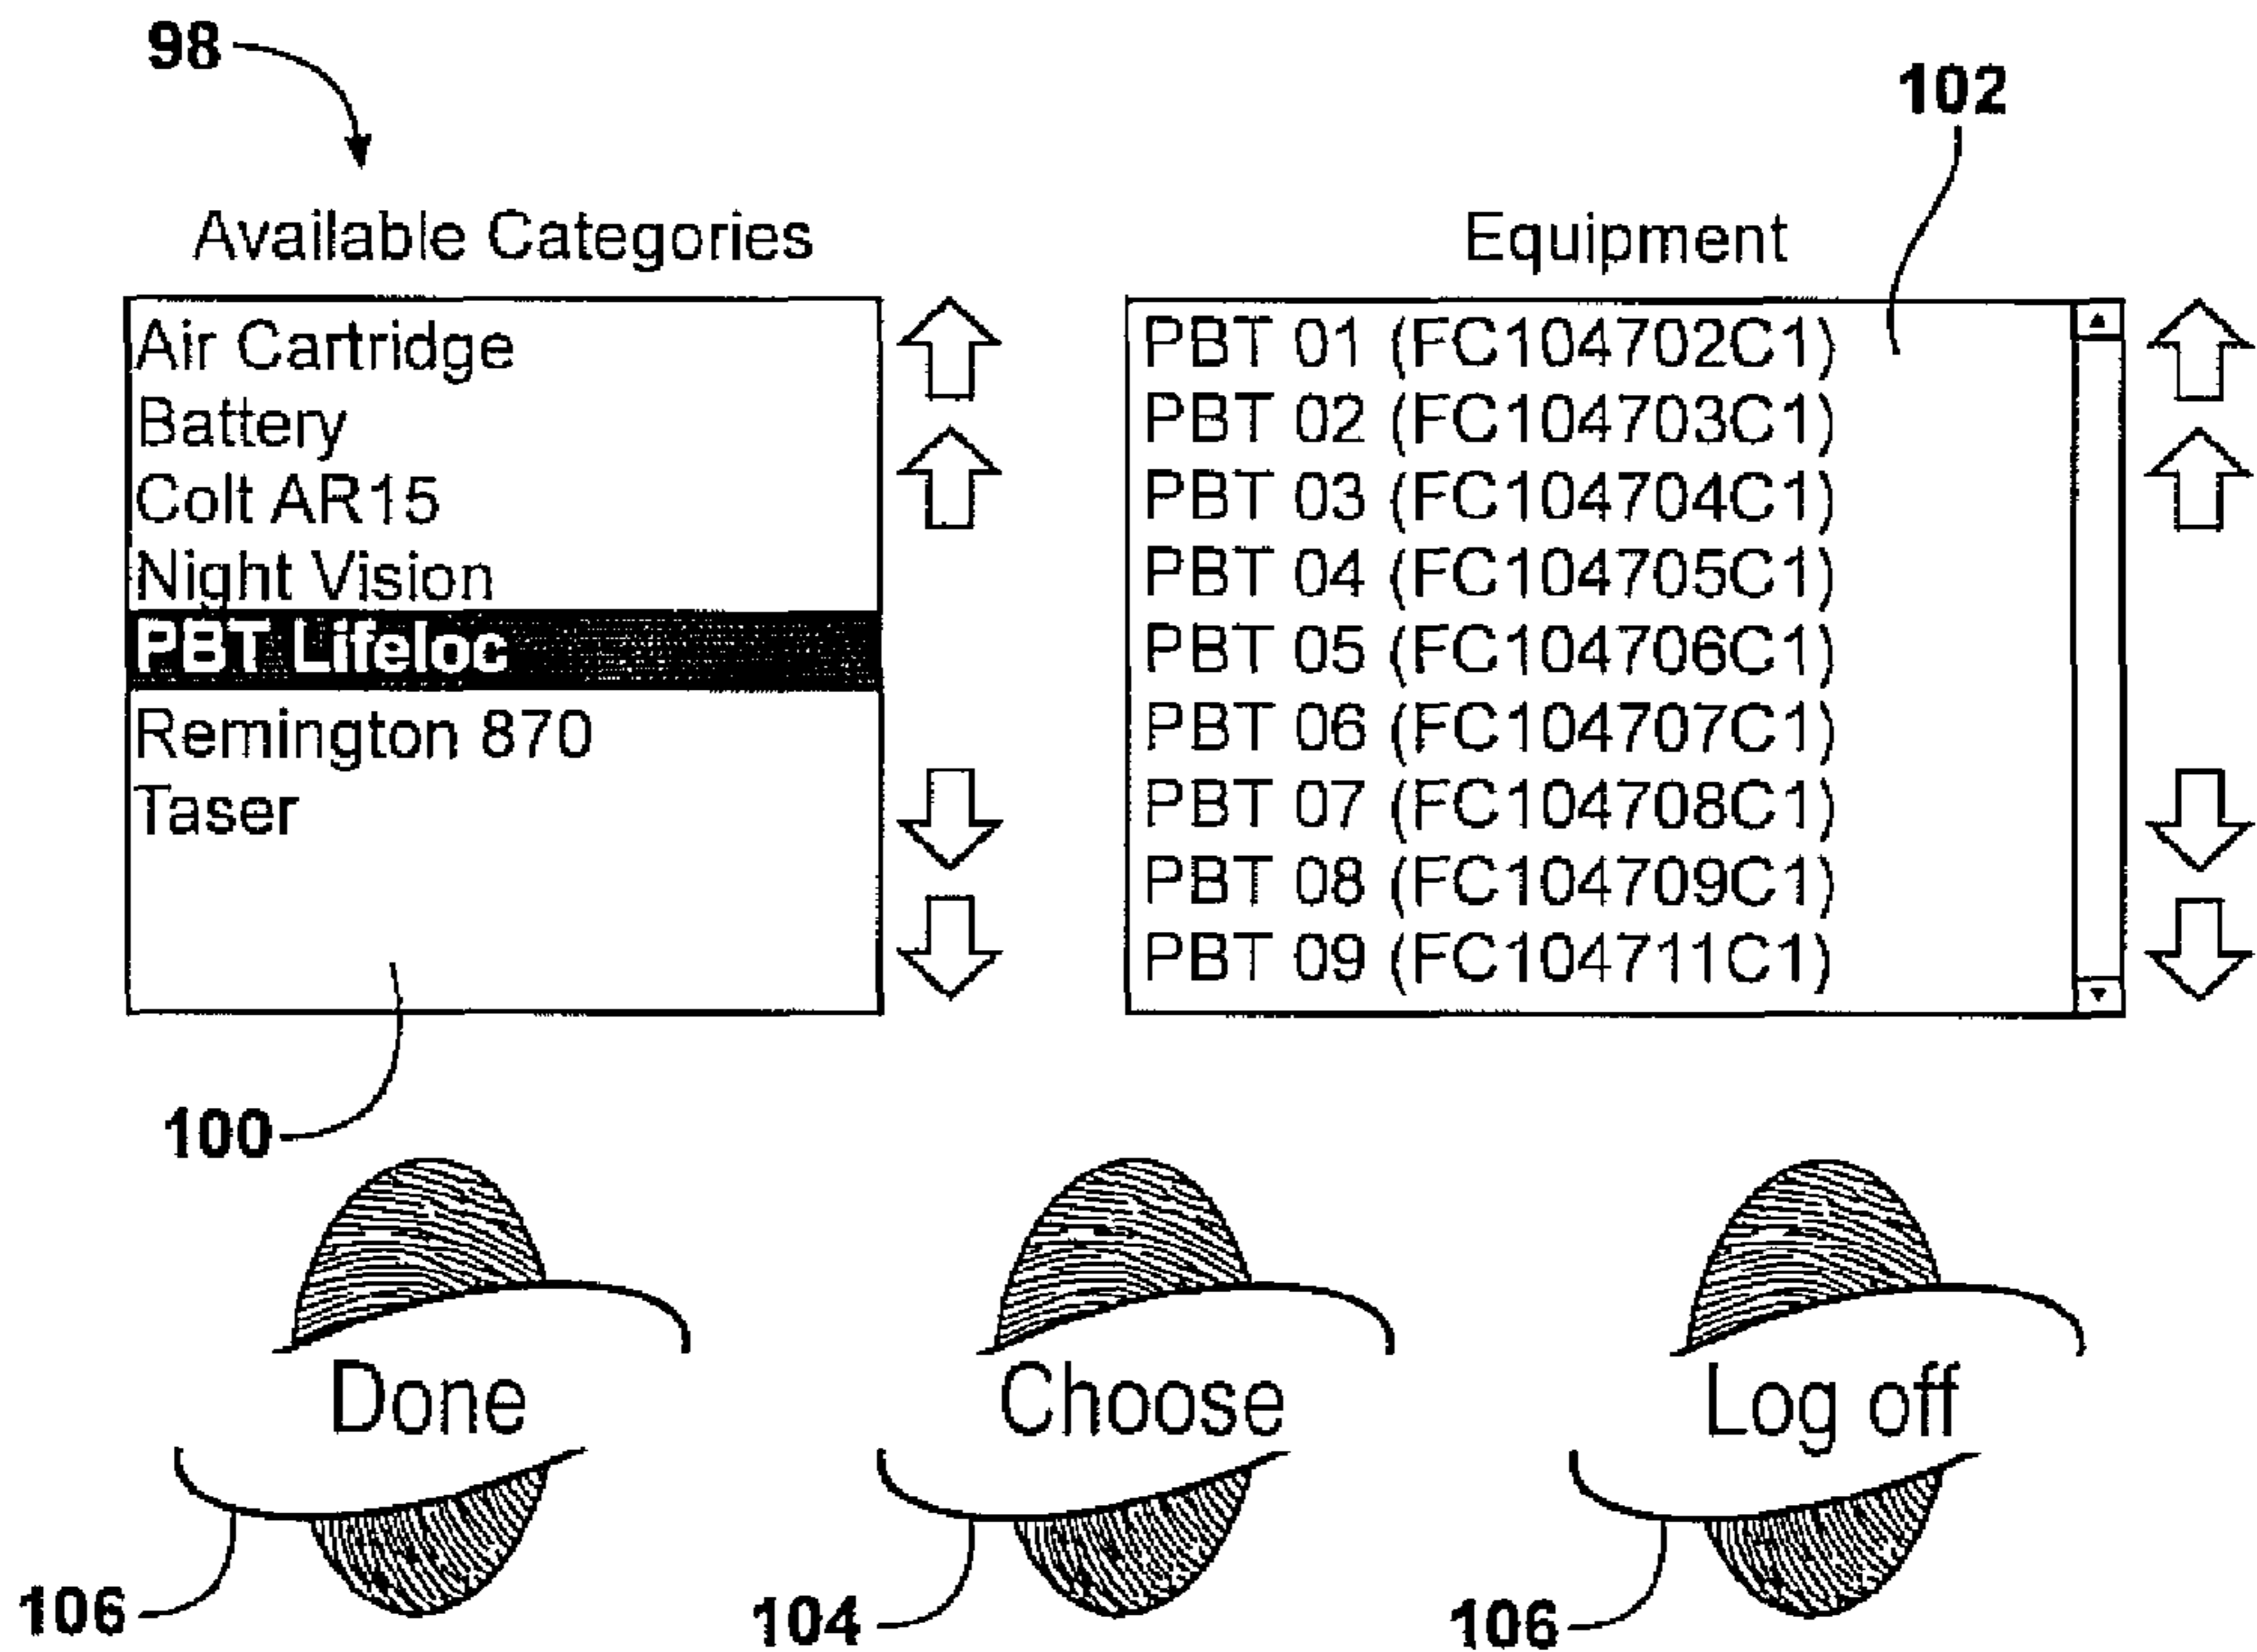 98
102
Available Categories
Equipment
Air Cartridge
Battery
Colt AR15
Night Vision
PBT Lifeloc
Remington 870
Taser
PBT 01 (FC104702C1)
PBT 02 (FC104703C1)
PBT 03 (FC104704C1)
PBT 04 (FC104705C1)
PBT 05 (FC104706C1)
PBT 06 (FC104707C1)
PBT 07 (FC104708C1)
PBT 08 (FC104709C1)
PBT 09 (FC104711C1)
100
Done
Choose
Log off
106
104
106